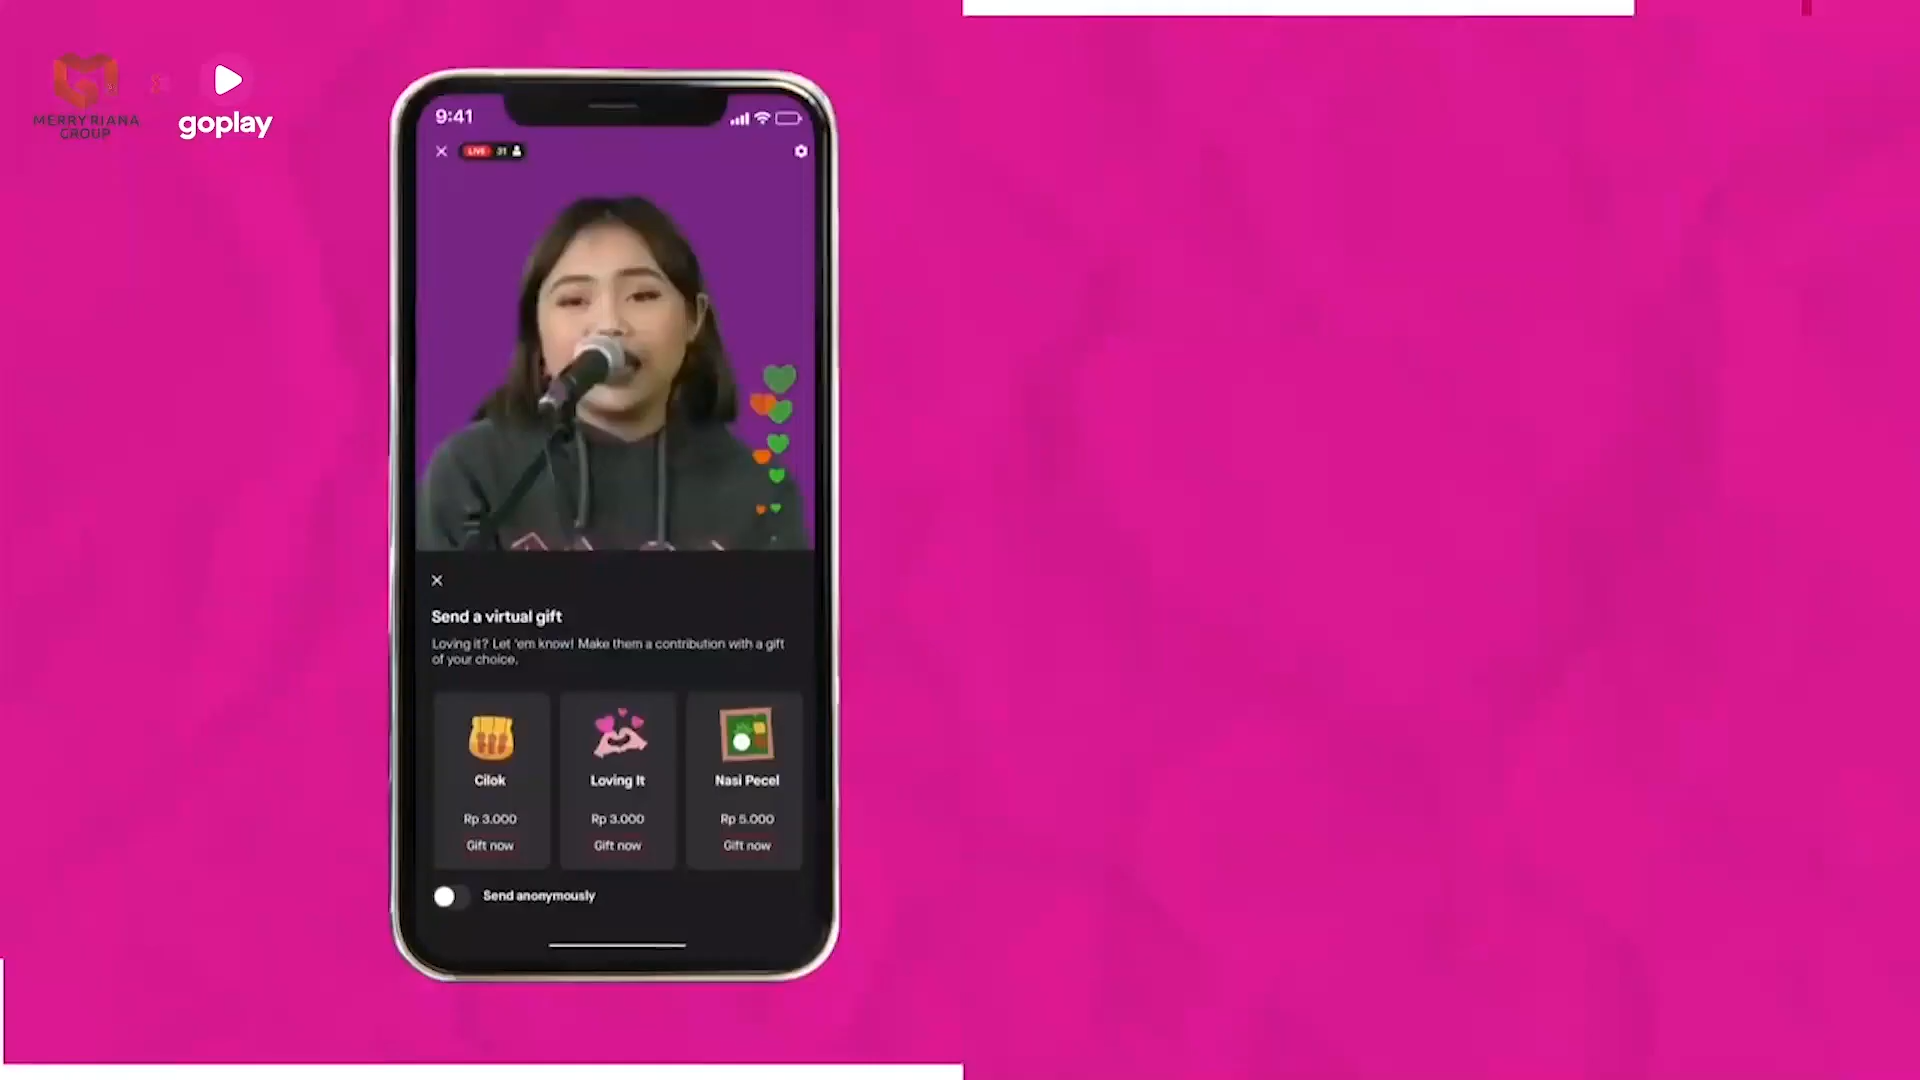 MERRY RIANA
GROUP
goplay
9:41
LIVE 31
Send a virtual gift
Loving it? Let 'em know! Make them a contribution with a gift
of your choice.
Cilok
Rp 3.000
Gift now
Loving It
Rp 3.000
Gift now
Nasi Pecel
Rp 5.000
Gift now
Send anonymously